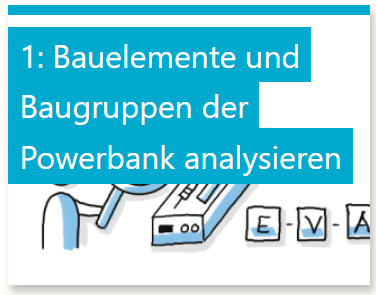 1: Bauelemente und
Baugruppen der
Powerbank analysieren
E-V-A